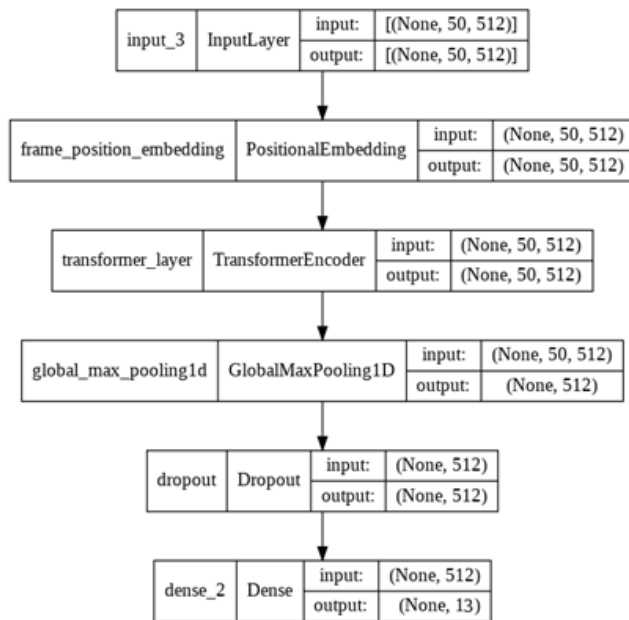 input_3 InputLayer input: [(None, 50, 512)]
output: [(None, 50, 512)]
frame_position_embedding PositionalEmbedding input: (None, 50, 512)
output: (None, 50, 512)
transformer_layer TransformerEncoder input: (None, 50, 512)
output: (None, 50, 512)
global_max_pooling1d GlobalMaxPooling1D input: (None, 50, 512)
output: (None, 512)
dropout Dropout input: (None, 512)
output: (None, 512)
dense_2 Dense input: (None, 512)
output: (None, 13)